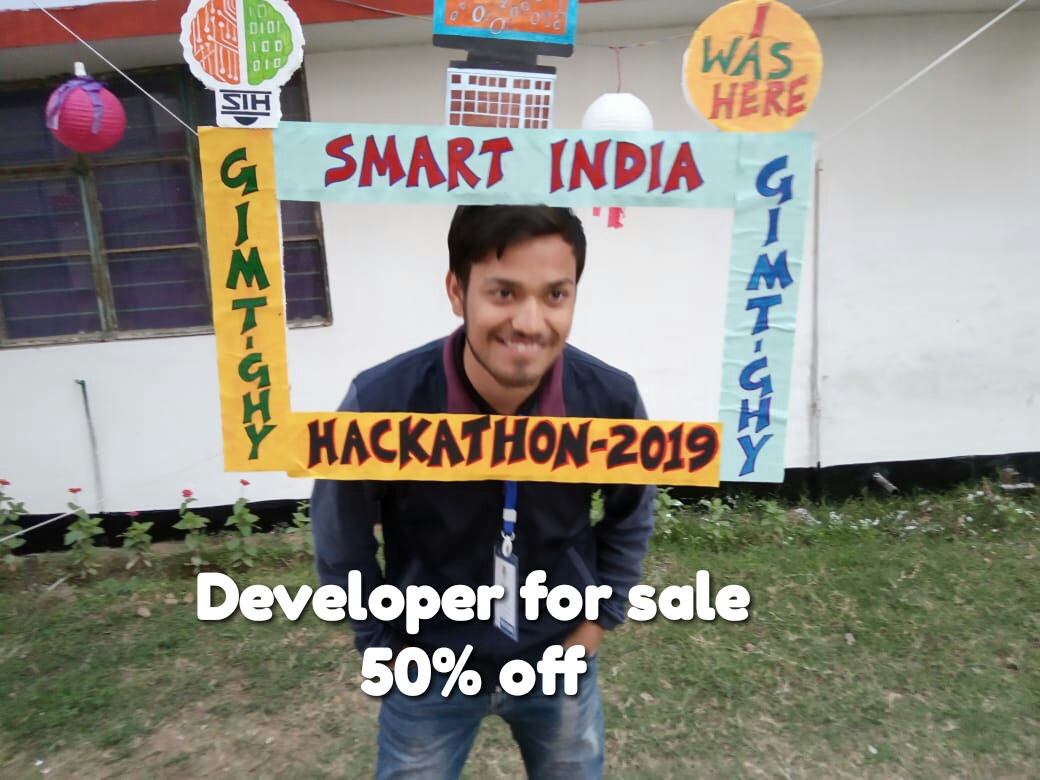 SIH
I
WAS
HERE
SMART INDIA
GIMT-GHY
GIMT-GHY
HACKATHON-2019
Developer for sale
50% off